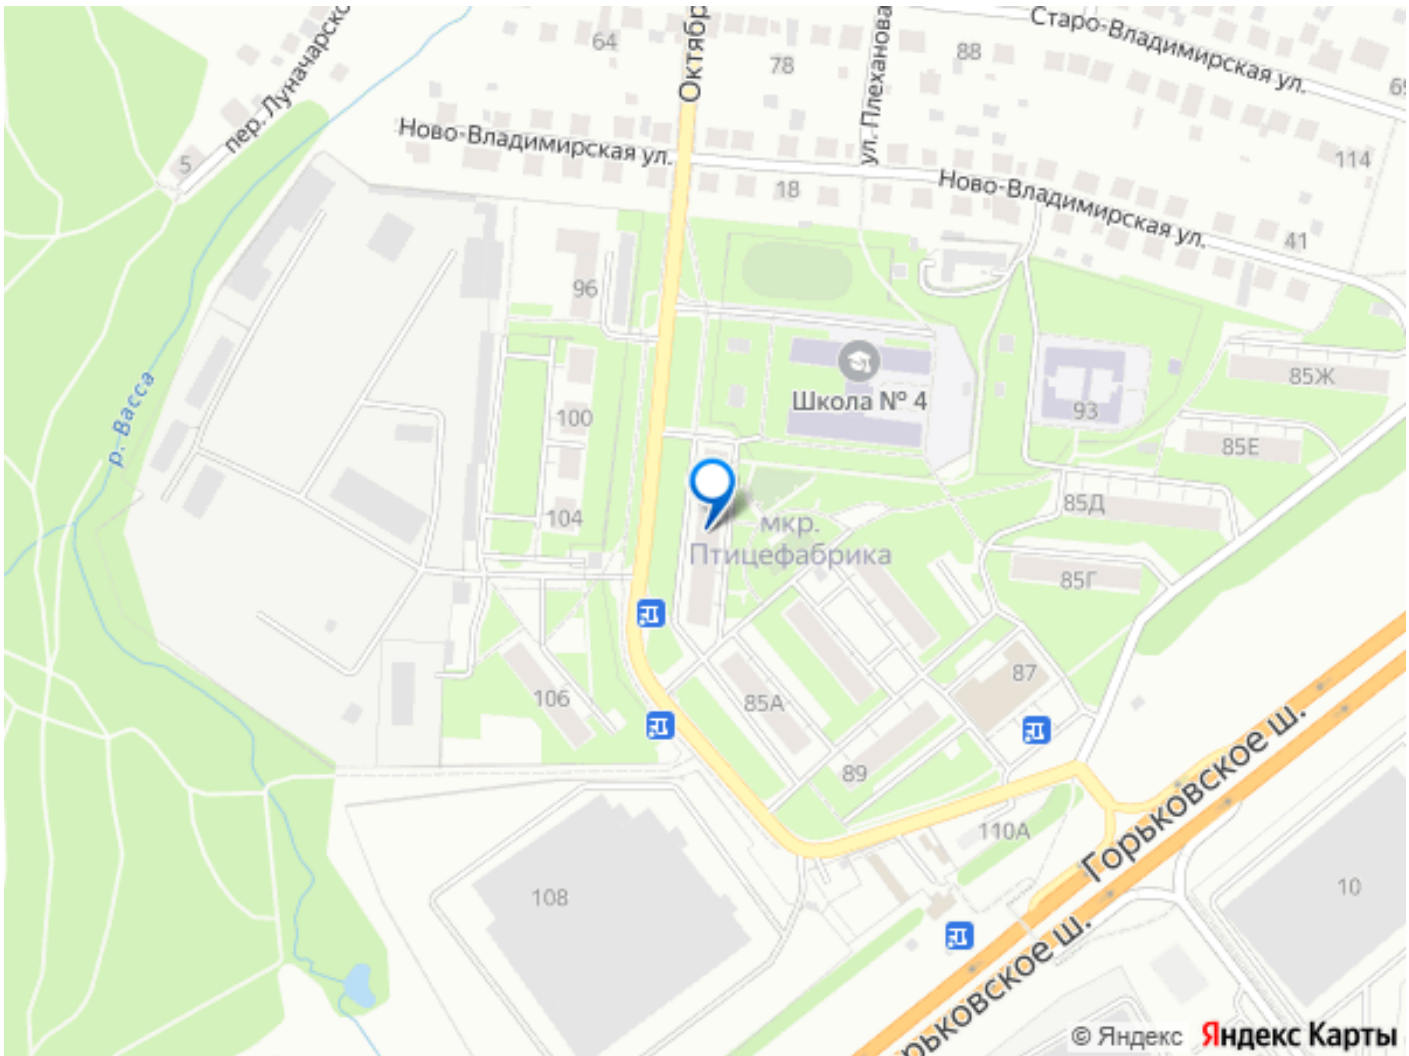 Старо-Владимирская ул.
64
Октябр
78
ул. Плеханова
88
69
пер. Луначарско
5
Ново-Владимирская ул.
114
18
Ново-Владимирская ул.
41
96
р. Васса
100
Школа № 4
93
85Ж
85Е
104
мкр.
Птицефабрика
85Д
85Г
106
85А
87
89
110А
Горьковское ш.
108
10
рьковское ш.
© Яндекс Яндекс Карты